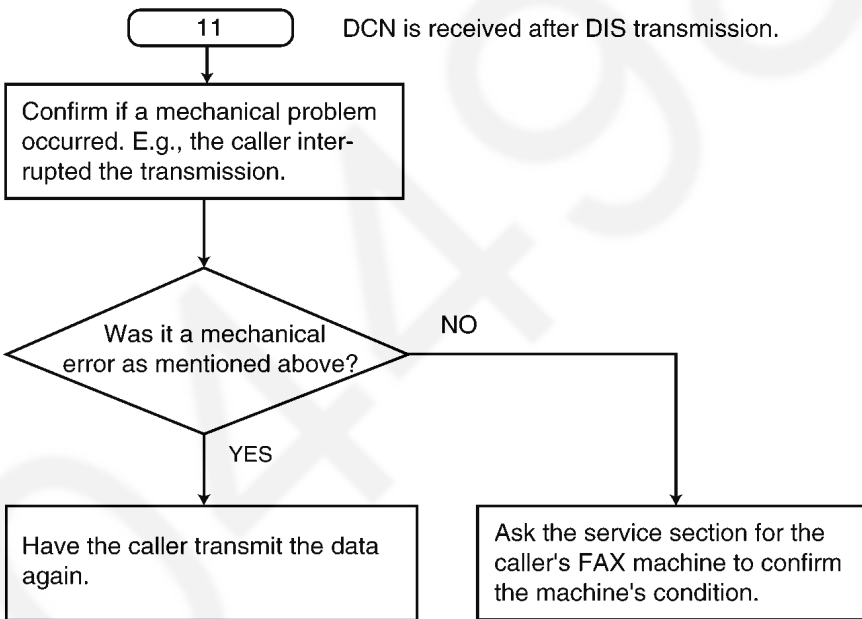 11
DCN is received after DIS transmission.
Confirm if a mechanical problem
occurred. E.g., the caller inter-
rupted the transmission.
Was it a mechanical
error as mentioned above?
NO
YES
Have the caller transmit the data
again.
Ask the service section for the
caller's FAX machine to confirm
the machine's condition.